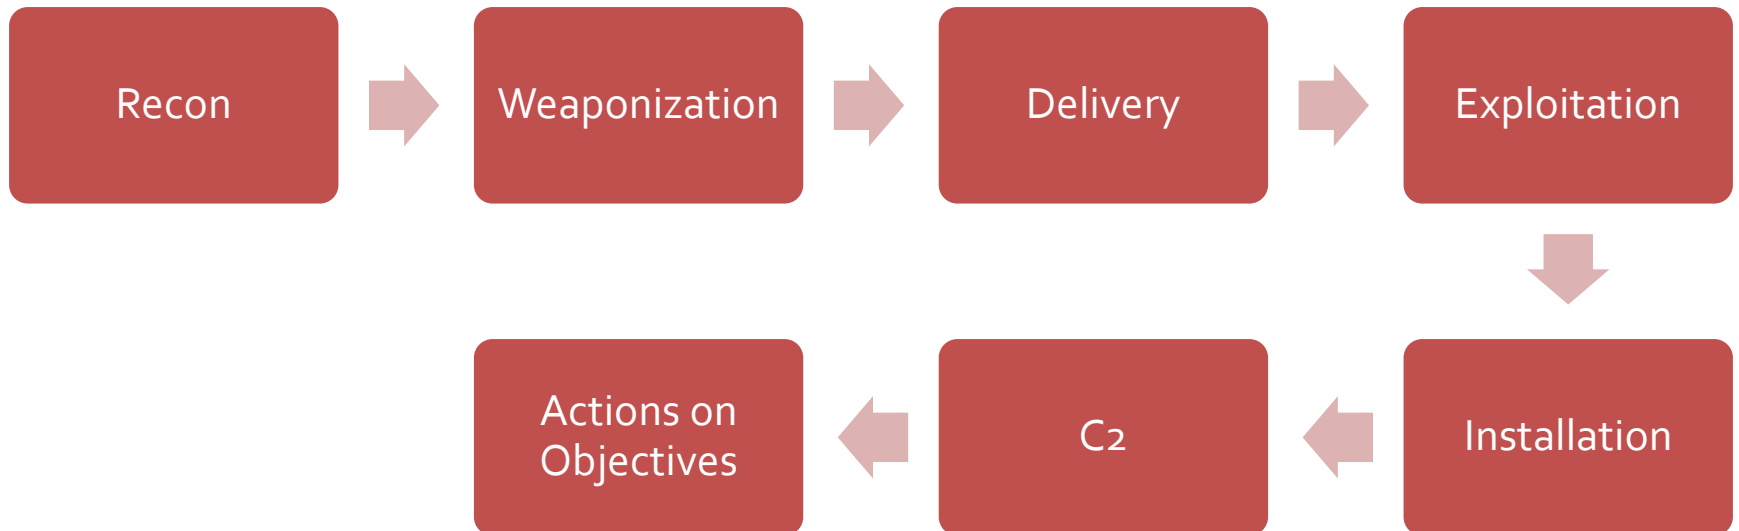 Recon
Weaponization
Delivery
Exploitation
Installation
C2
Actions on
Objectives